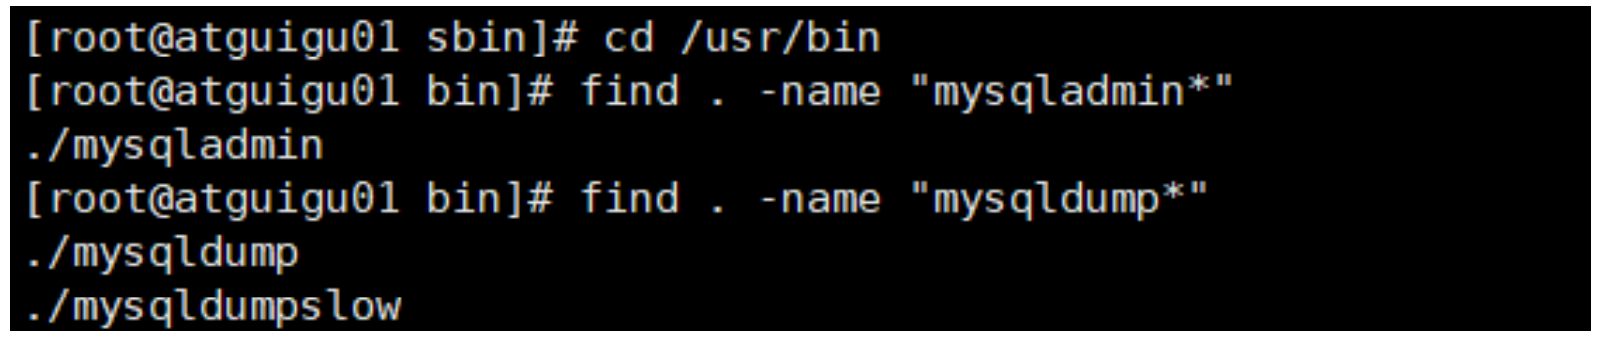 [root@atguigu01 sbin]# cd /usr/bin
[root@atguigu01 bin]# find . -name "mysqladmin*"
./mysqladmin
[root@atguigu01 bin]# find . -name "mysqldump*"
./mysqldump
./mysqldumpslow